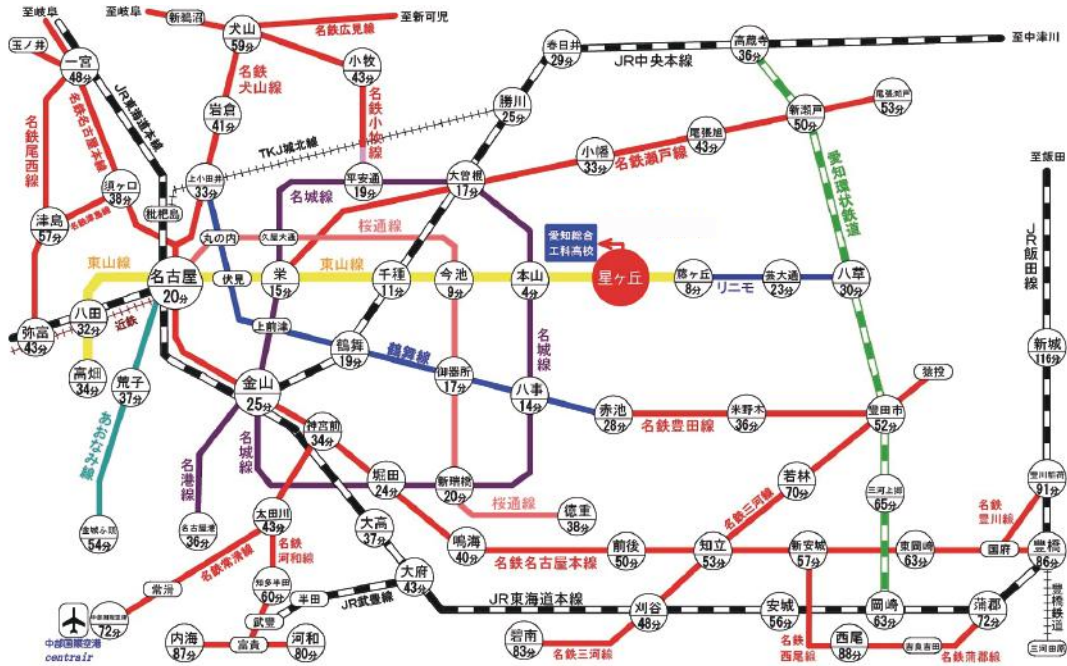 至岐阜
至岐阜
新鵜沼
至新可児
犬山
59分
名鉄広見線
玉ノ井
一宮
48分
小牧
43分
春日井
29分
高蔵寺
36分
JR中央本線
至中津川
名鉄
犬山線
岩倉
41分
名鉄小牧線
勝川
25分
新瀬戸
50分
尾張瀬戸
53分
尾張旭
43分
小幡
33分
名鉄瀬戸線
JR東海道本線
名鉄名古屋本線
名鉄尾西線
TKJ城北線
上小田井
33分
平安通
19分
大曽根
17分
名城線
愛知環状鉄道
至飯田
須ヶ口
38分
枇杷島
津島
57分
名鉄津島線
丸の内
久屋大通
桜通線
愛知総合
工科高校
東山線
名古屋
20分
伏見
栄
15分
東山線
千種
11分
今池
9分
本山
4分
星ヶ丘
藤ヶ丘
8分
リニモ
芸大通
23分
八草
30分
JR飯田線
八田
32分
近鉄
弥富
43分
高畑
34分
荒子
37分
上前津
鶴舞
19分
鶴舞線
御器所
17分
八事
14分
名城線
赤池
28分
名鉄豊田線
米野木
36分
豊田市
52分
猿投
新城
116分
金山
25分
神宮前
34分
あおなみ線
名港線
名城線
堀田
24分
新瑞橋
20分
桜通線
徳重
38分
若林
70分
名鉄三河線
三河上郷
65分
豊川稲荷
91分
名鉄
豊川線
金城ふ頭
54分
名古屋港
36分
太田川
43分
大高
37分
鳴海
40分
名鉄名古屋本線
前後
50分
知立
53分
新安城
57分
東岡崎
63分
国府
豊橋
86分
名鉄
河和線
名鉄常滑線
常滑
知多半田
60分
半田
武豊
JR武豊線
大府
43分
JR東海道本線
刈谷
48分
安城
56分
岡崎
63分
蒲郡
72分
豊橋鉄道
三河田原
72分
中部国際空港
centrair
内海
87分
富貴
河和
80分
碧南
83分
名鉄三河線
名鉄
西尾線
西尾
88分
吉良吉田
名鉄蒲郡線